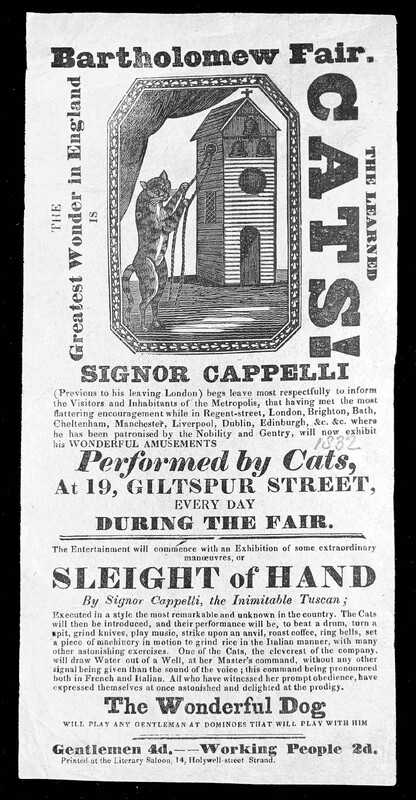 Bartholomew Fair.
THE
Greatest Wonder in England
IS
THE LEARNED
CATS!
SIGNOR CAPPELLI
(Previous to his leaving London) begs leave most respectfully to inform
the Visitors and Inhabitants of the Metropolis, that having met the most
flattering encouragement while in Regent-street, London, Brighton, Bath,
Cheltenham, Manchester, Liverpool, Dublin, Edinburgh, &c. &c. where
he has been patronised by the Nobility and Gentry, will now exhibit
his WONDERFUL AMUSEMENTS
1832
Performed by Cats,
At 19, GILTSPUR STREET,
EVERY DAY
DURING THE FAIR.
The Entertainment will commence with an Exhibition of some extraordinary
manœuvres, or
SLEIGHT of HAND
By Signor Cappelli, the Inimitable Tuscan;
Executed in a style the most remarkable and unknown in the country. The Cats
will then be introduced, and their performance will be, to beat a drum, turn a
spit, grind knives, play music, strike upon an anvil, roast coffee, ring bells, set
a piece of machinery in motion to grind rice in the Italian manner, with many
other astonishing exercises. One of the Cats, the cleverest of the company,
will draw Water out of a Well, at her Master's command, without any other
signal being given than the sound of the voice; this command being pronounced
both in French and Italian. All who have witnessed her prompt obedience, have
expressed themselves at once astonished and delighted at the prodigy.
The Wonderful Dog
WILL PLAY ANY GENTLEMAN AT DOMINOES THAT WILL PLAY WITH HIM
Gentlemen 4d.——Working People 2d.
Printed at the Literary Saloon, 14, Holywell-street Strand.